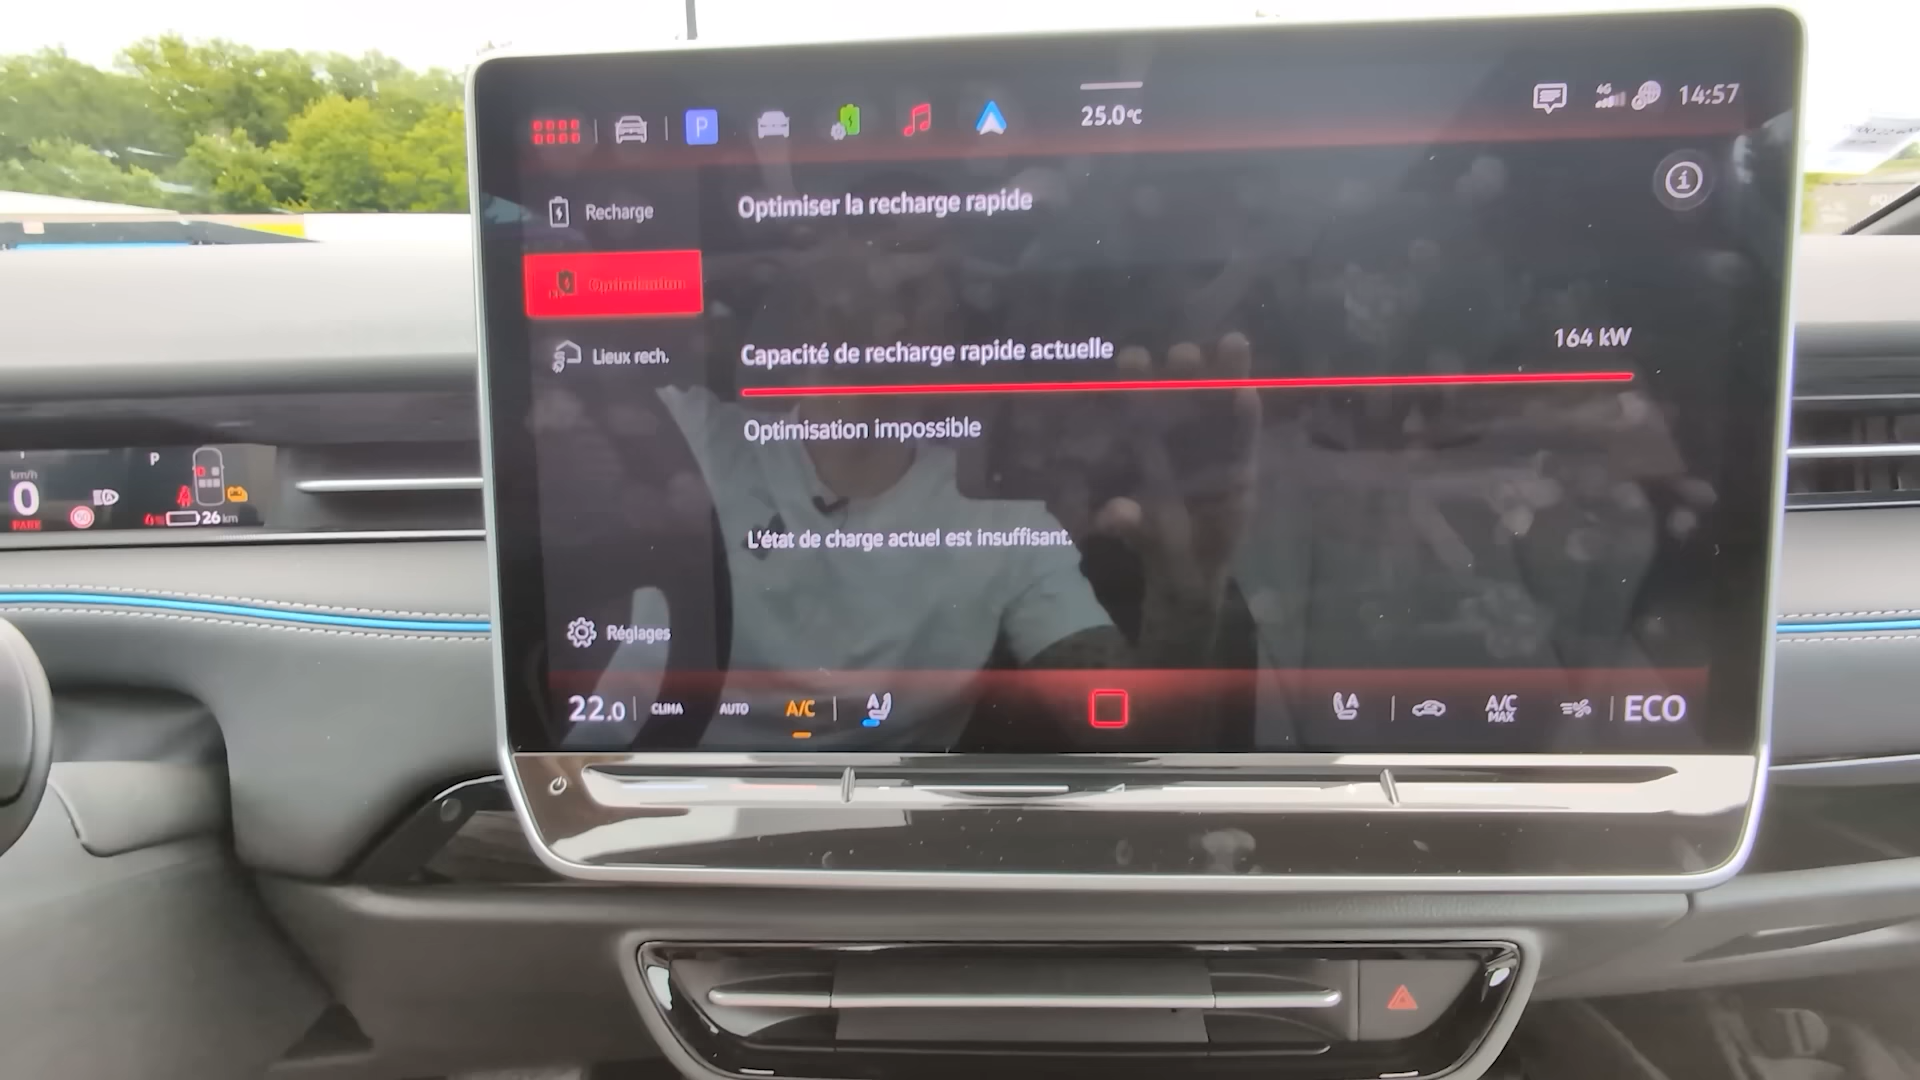 P
25.0°C
4G
14:57
Recharge
Optimiser la recharge rapide
Optimisation
Lieux rech.
Capacité de recharge rapide actuelle
164 kW
Optimisation impossible
L'état de charge actuel est insuffisant.
km/h
0
PARK
P
26 km
Réglages
22.0
CLIMA
AUTO
A/C
A
A
A/C
MAX
ECO